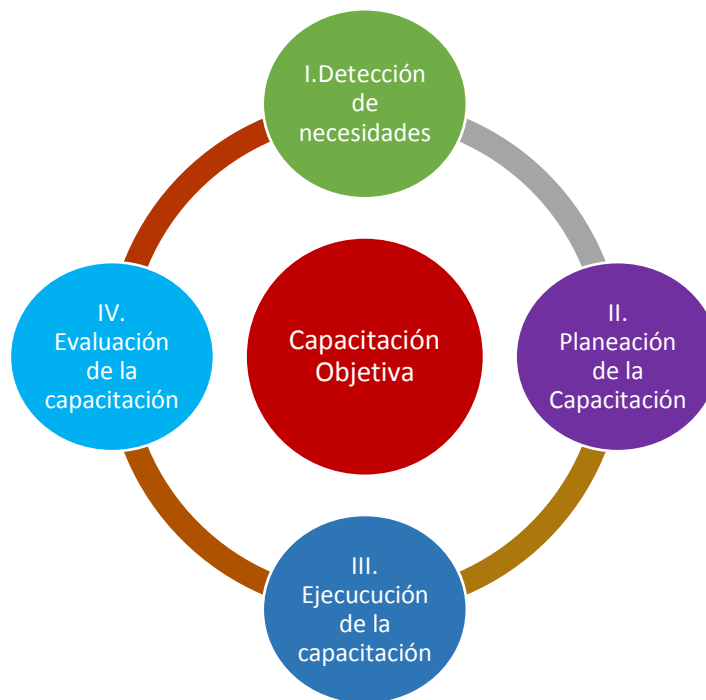 I.Detección
de
necesidades
II.
Planeación
de la
Capacitación
III.
Ejecucución
de la
capacitación
IV.
Evaluación
de la
capacitación
Capacitación
Objetiva